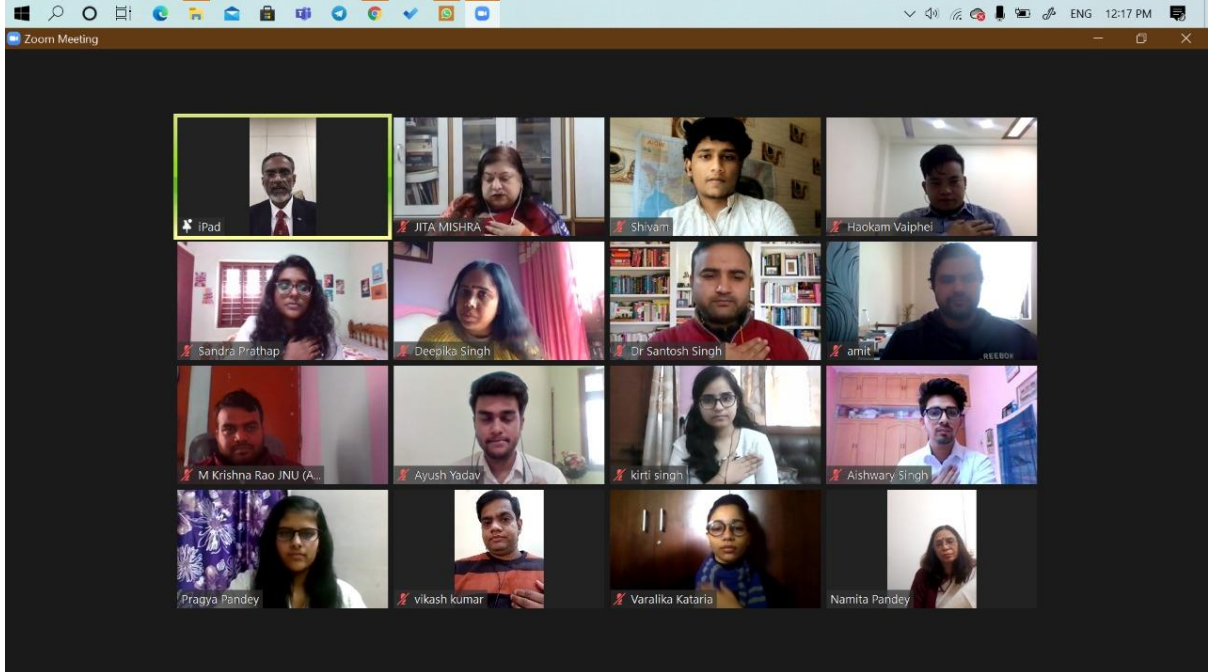 ENG 12:17 PM
Zoom Meeting
iPad
JITA MISHRA
Shivam
Haokam Vaiphei
Sandra Prathap
Deepika Singh
Dr Santosh Singh
amit
REEBOK
M Krishna Rao JNU (A...
Ayush Yadav
kirti singh
Aishwary Singh
Pragya Pandey
vikash kumar
Varalika Kataria
Namita Pandey